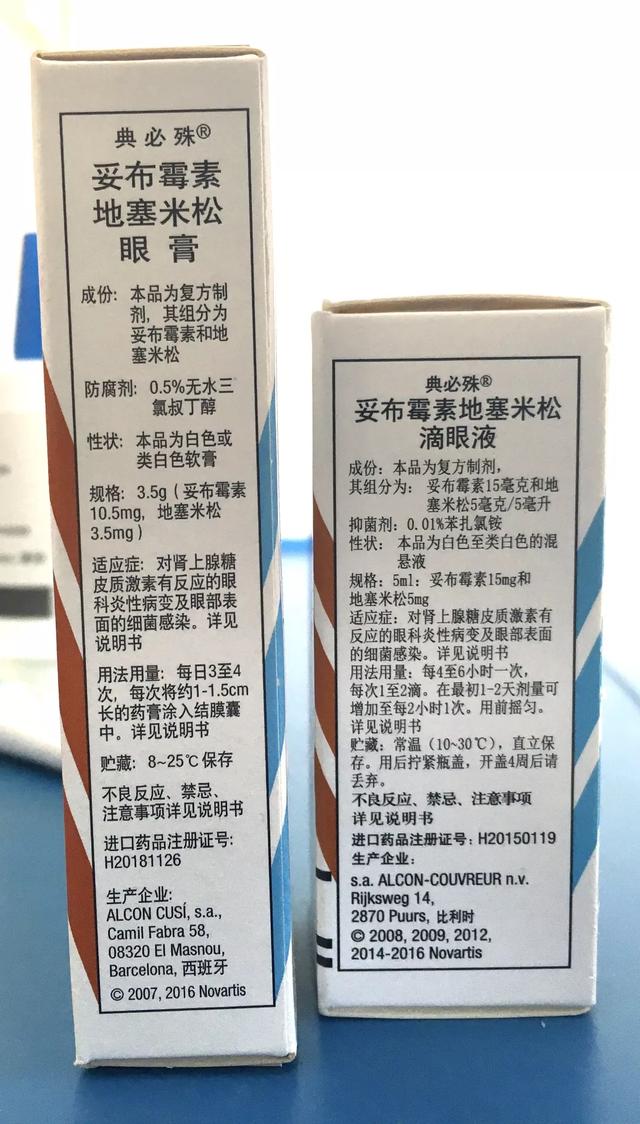 典必殊®
妥布霉素
地塞米松
眼膏
成份: 本品为复方制
剂, 其组分为
妥布霉素和地
塞米松
防腐剂: 0.5%无水三
氯叔丁醇
性状: 本品为白色或
类白色软膏
规格: 3.5g (妥布霉素
10.5mg, 地塞米松
3.5mg)
适应症: 对肾上腺糖
皮质激素有反应的眼
科炎性病变及眼部表
面的细菌感染。详见
说明书
用法用量: 每日3至4
次, 每次将约1-1.5cm
长的药膏涂入结膜囊
中。详见说明书
贮藏: 8~25℃保存
不良反应、禁忌、
注意事项详见说明书
进口药品注册证号:
H20181126
生产企业:
ALCON CUSÍ, s.a.,
Camil Fabra 58,
08320 El Masnou,
Barcelona, 西班牙
© 2007, 2016 Novartis
典必殊®
妥布霉素地塞米松
滴眼液
成份: 本品为复方制剂,
其组分为: 妥布霉素15毫克和地
塞米松5毫克/5毫升
抑菌剂: 0.01%苯扎氯铵
性状: 本品为白色至类白色的混
悬液
规格: 5ml: 妥布霉素15mg和
地塞米松5mg
适应症: 对肾上腺糖皮质激素有
反应的眼科炎性病变及眼部表面
的细菌感染。详见说明书
用法用量: 每4至6小时一次,
每次1至2滴。在最初1-2天剂量可
增加至每2小时1次。用前摇匀。
详见说明书
贮藏: 常温 (10~30℃), 直立保
存。用后拧紧瓶盖, 开盖4周后请
丢弃。
不良反应、禁忌、注意事项
详见说明书
进口药品注册证号: H20150119
生产企业:
s.a. ALCON-COUVREUR n.v.
Rijksweg 14,
2870 Puurs, 比利时
© 2008, 2009, 2012,
2014-2016 Novartis